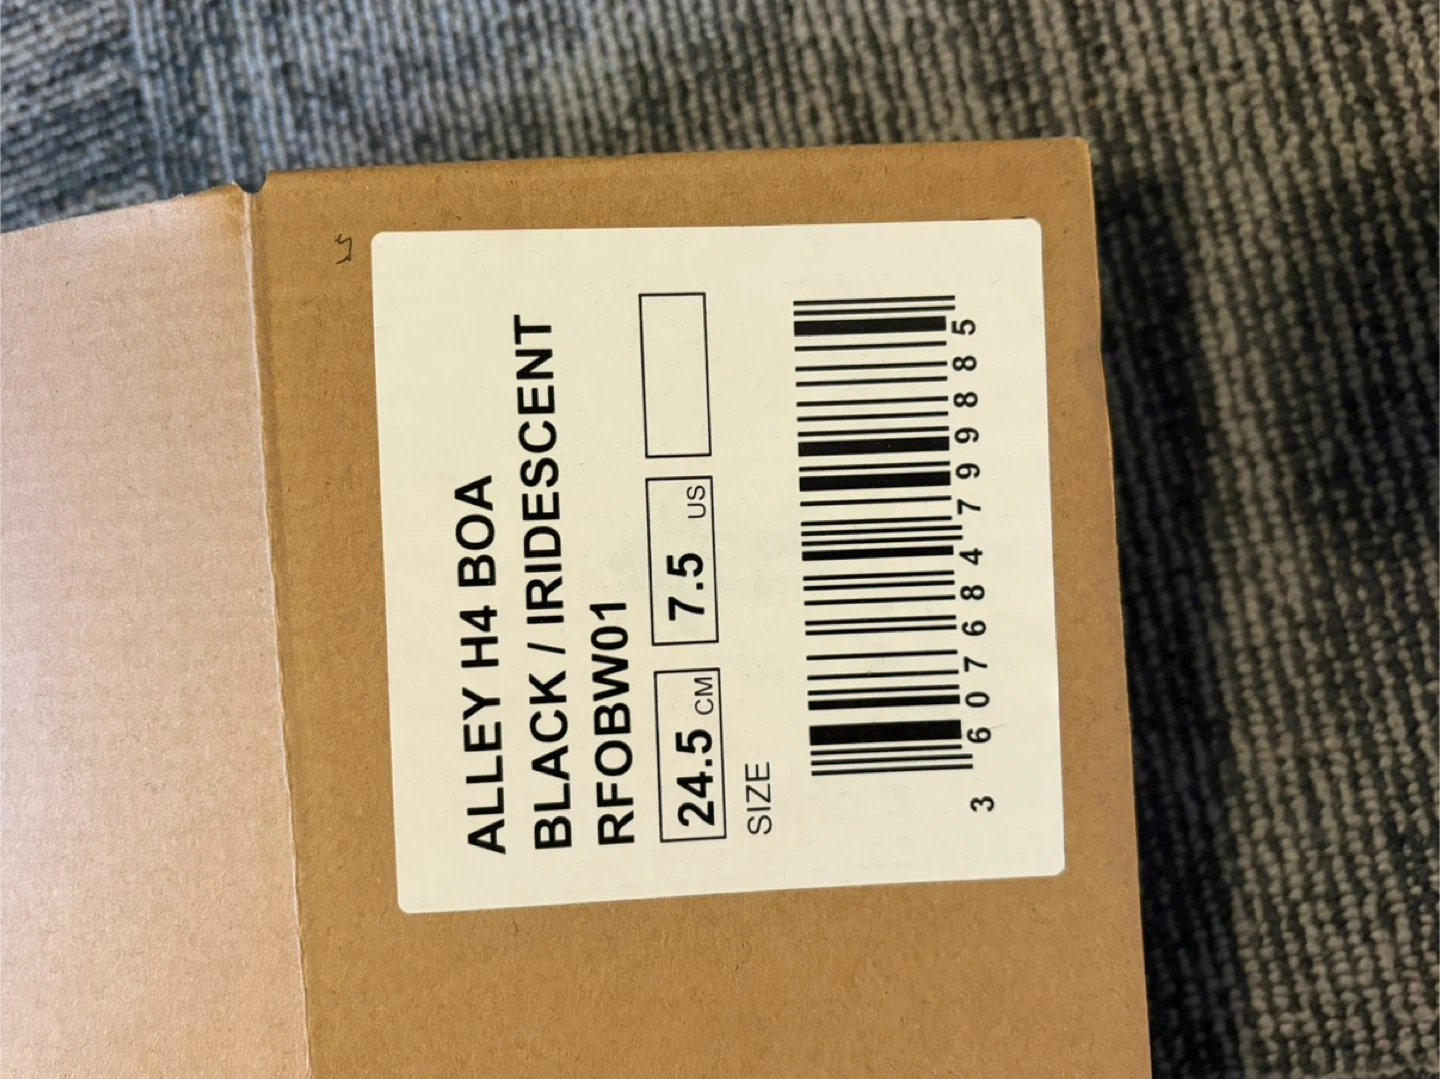 ALLEY H4 BOA
BLACK / IRIDESCENT
RFOBW01
24.5 CM 7.5 US
SIZE
3 607684 799885